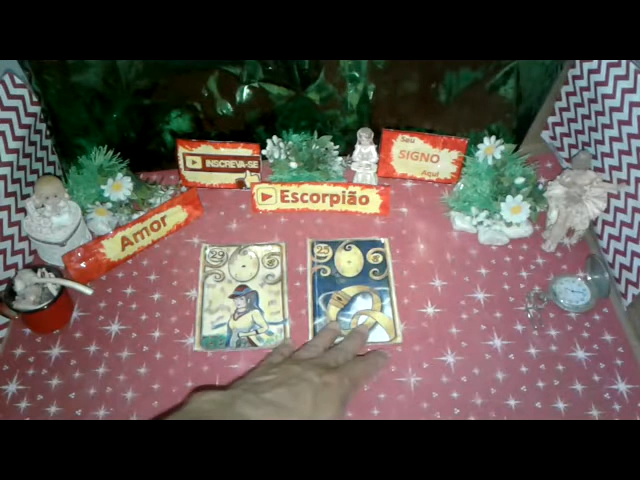 INSCREVA-SE
Seu
SIGNO
Aqui
Escorpião
Amor
29
25